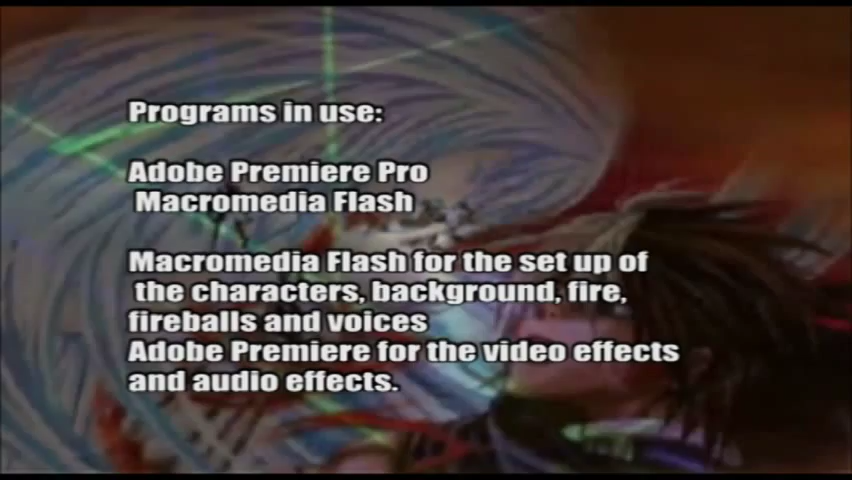 Programs in use:
Adobe Premiere Pro
Macromedia Flash
Macromedia Flash for the set up of
the characters, background, fire,
fireballs and voices
Adobe Premiere for the video effects
and audio effects.